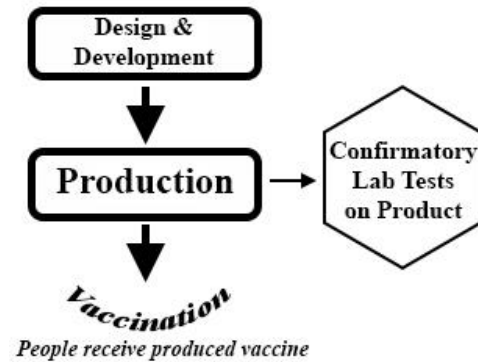 Design &
Development
Production
Confirmatory
Lab Tests
on Product
Vaccination
People receive produced vaccine